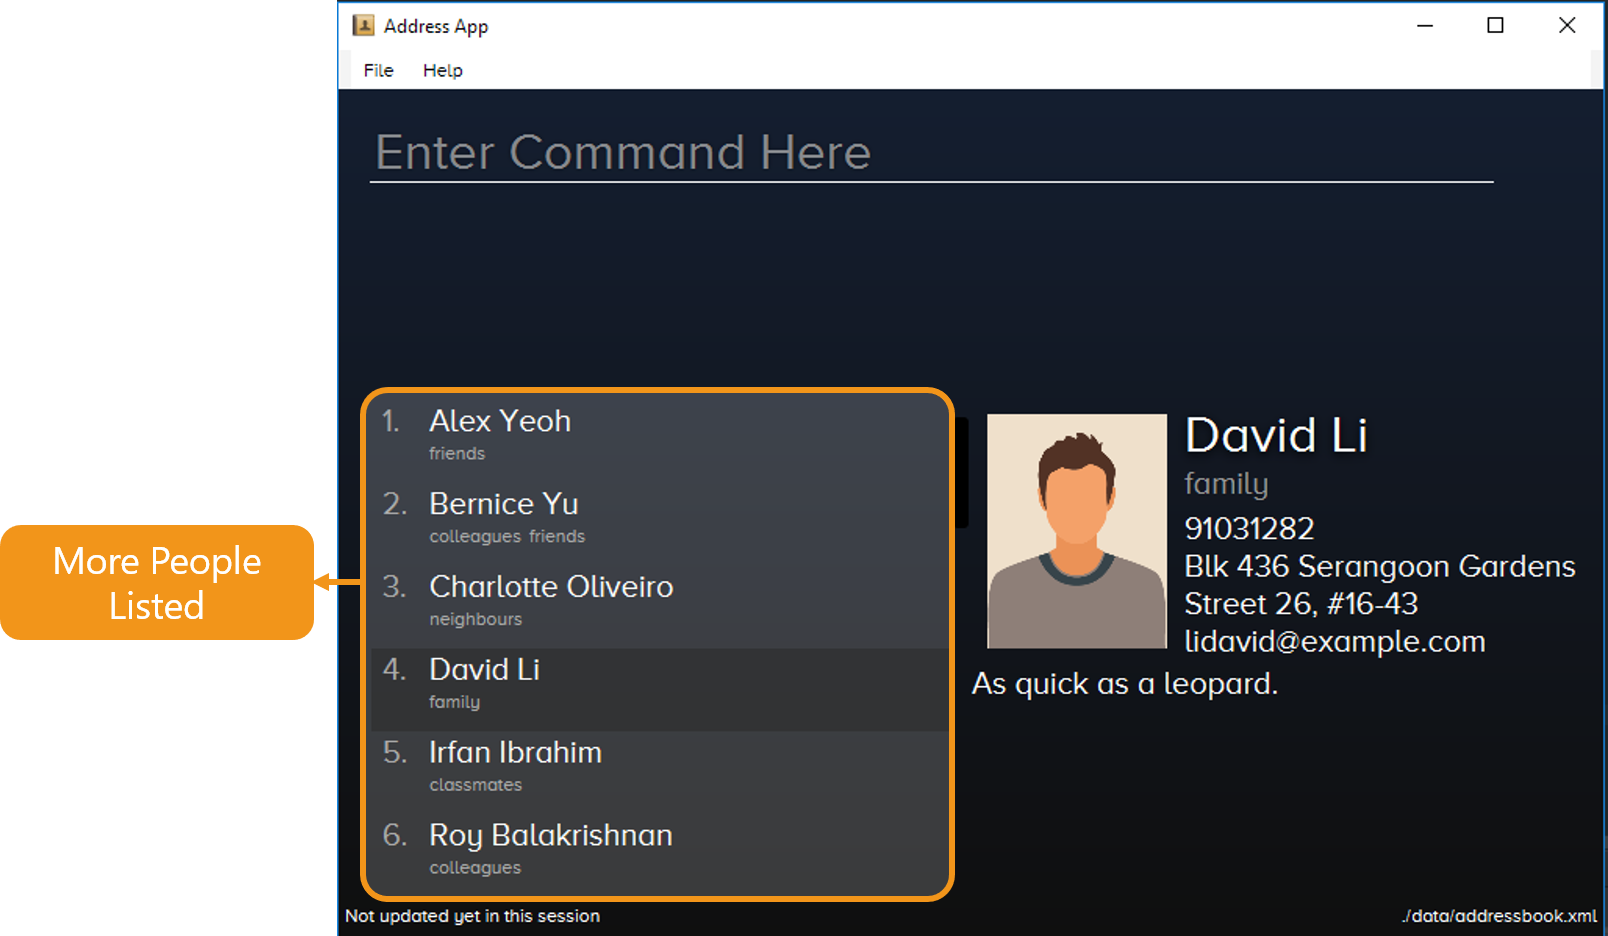 Address App
File Help
Enter Command Here
1. Alex Yeoh
friends
2. Bernice Yu
colleagues friends
3. Charlotte Oliveiro
neighbours
4. David Li
family
5. Irfan Ibrahim
classmates
6. Roy Balakrishnan
colleagues
More People
Listed
David Li
family
91031282
Blk 436 Serangoon Gardens
Street 26, #16-43
lidavid@example.com
As quick as a leopard.
Not updated yet in this session
./data/addressbook.xml